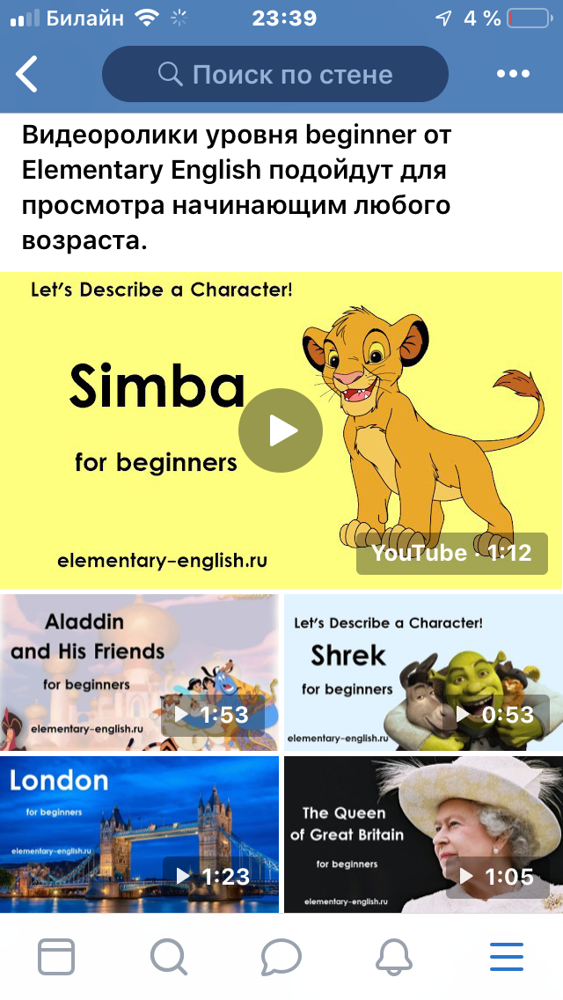 Билайн 23:39 4 %
Поиск по стене
Видеоролики уровня beginner от
Elementary English подойдут для
просмотра начинающим любого
возраста.
Let's Describe a Character!
Simba
for beginners
elementary-english.ru
YouTube · 1:12
Aladdin
and His Friends
for beginners
elementary-english.ru
1:53
Let's Describe a Character!
Shrek
for beginners
elementary-english.ru
0:53
London
for beginners
elementary-english.ru
1:23
The Queen
of Great Britain
for beginners
elementary-english.ru
1:05